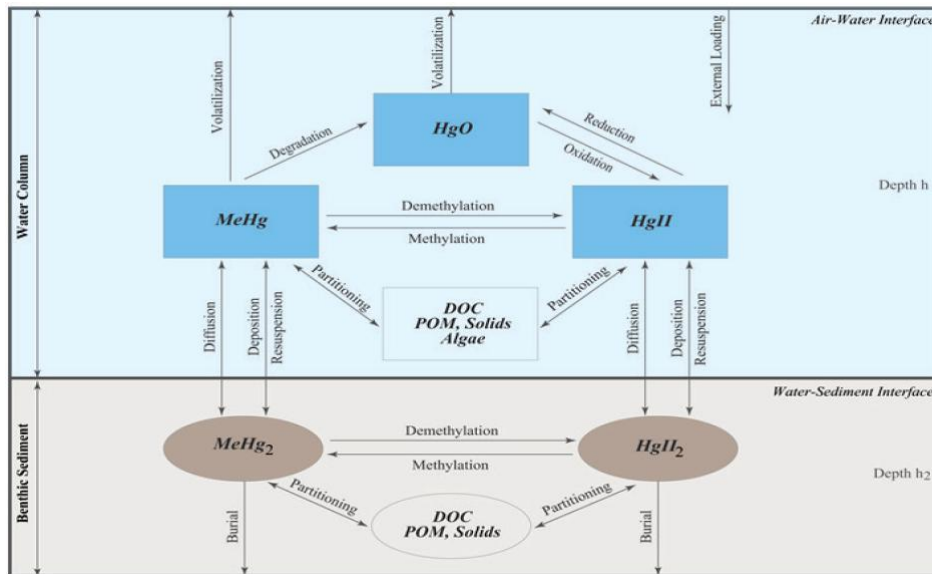 Air-Water Interface
Volatilization
Volatilization
External Loading
HgO
Degradation
Reduction
Oxidation
Water Column
Depth h
MeHg
Demethylation
Methylation
HgII
Partitioning
Partitioning
DOC
POM, Solids
Algae
Diffusion
Deposition
Resuspension
Diffusion
Deposition
Resuspension
Water-Sediment Interface
Benthic Sediment
MeHg2
Demethylation
Methylation
HgII2
Depth h2
Partitioning
Partitioning
DOC
POM, Solids
Burial
Burial